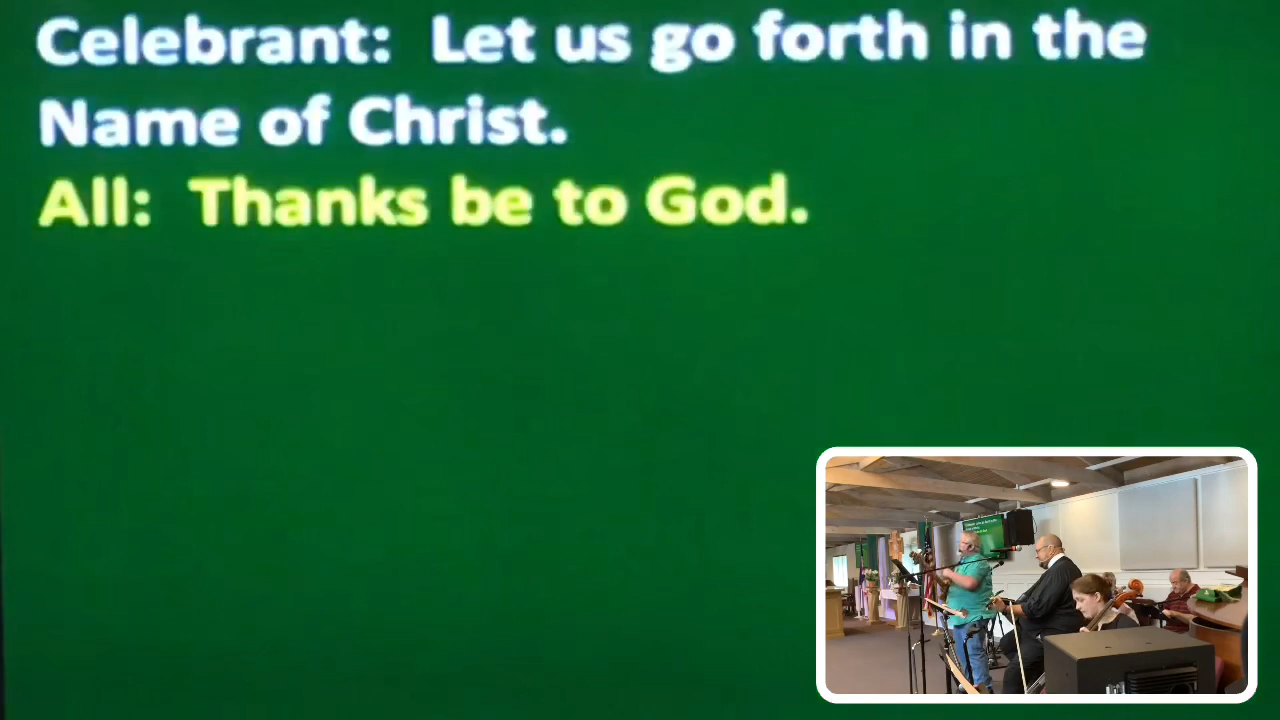 Celebrant: Let us go forth in the
Name of Christ.
All: Thanks be to God.